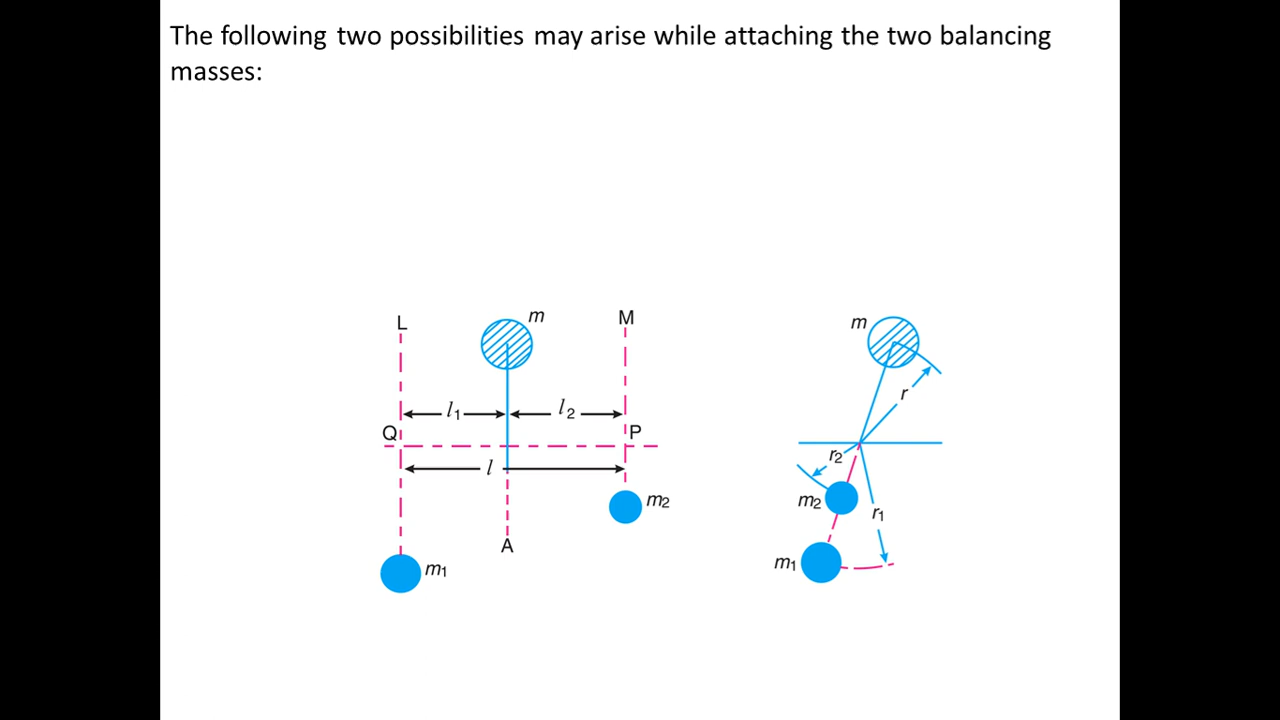 The following two possibilities may arise while attaching the two balancing
masses:
L
m
M
l1
l2
Q
P
l
m2
A
m1
m
r
r2
m2
r1
m1